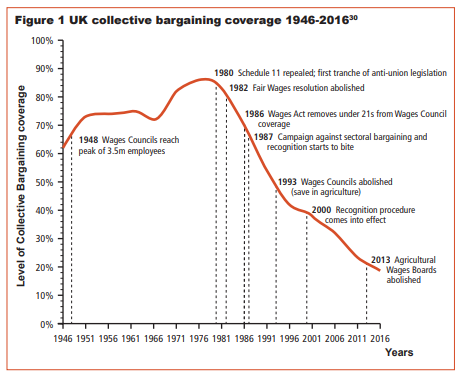 Figure 1 UK collective bargaining coverage 1946-2016³⁰
Level of Collective Bargaining coverage
100%
90%
80%
70%
60%
50%
40%
30%
20%
10%
0%
1980 Schedule 11 repealed; first tranche of anti-union legislation
1982 Fair Wages resolution abolished
1986 Wages Act removes under 21s from Wages Council
coverage
1987 Campaign against sectoral bargaining and
recognition starts to bite
1948 Wages Councils reach
peak of 3.5m employees
1993 Wages Councils abolished
(save in agriculture)
2000 Recognition procedure
comes into effect
2013 Agricultural
Wages Boards
abolished
1946 1951 1956 1961 1966 1971 1976 1981 1986 1991 1996 2001 2006 2011 2016
Years